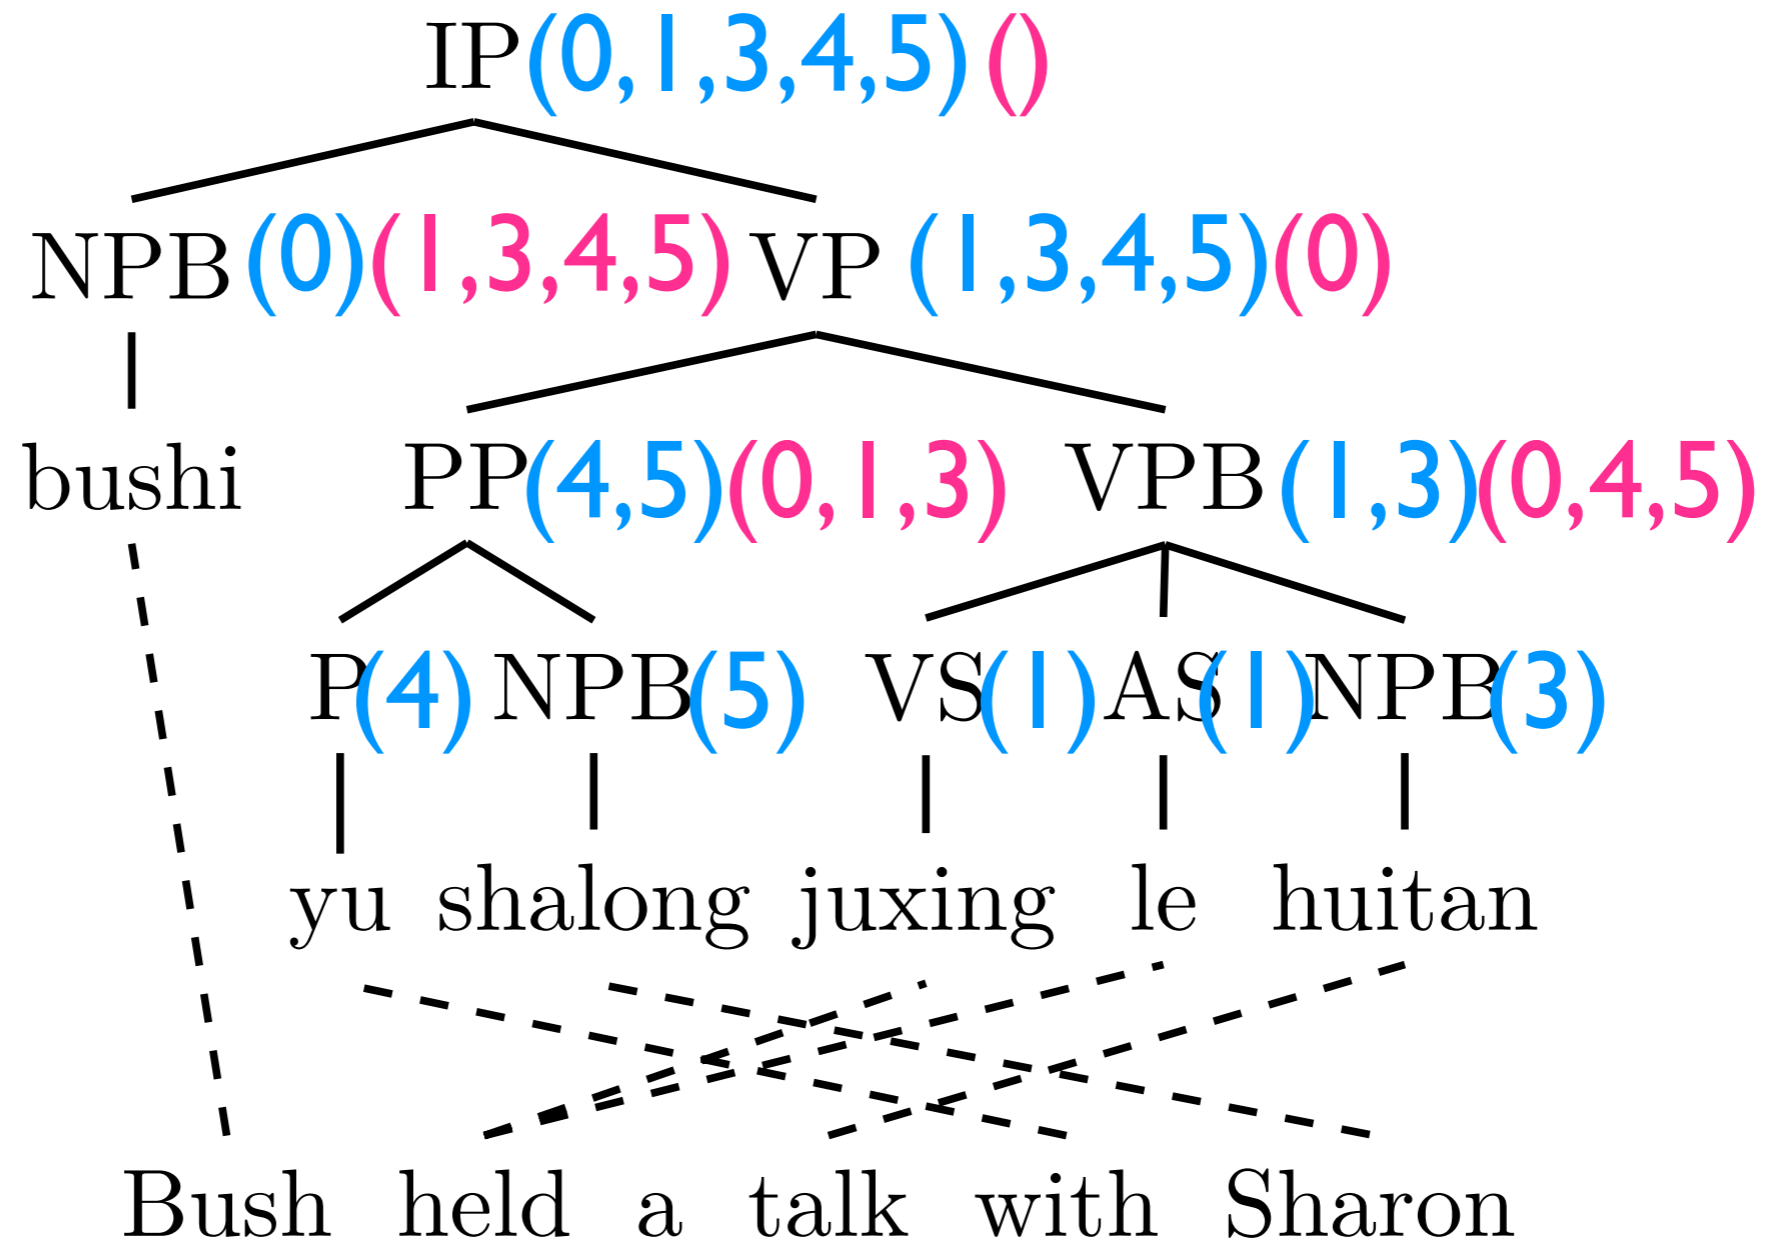 IP(0,1,3,4,5)()
NPB(0)(1,3,4,5) VP (1,3,4,5)(0)
bushi PP(4,5)(0,1,3) VPB(1,3)(0,4,5)
P(4) NPB(5) VS(1) AS(1) NPB(3)
yu shalong juxing le huitan
Bush held a talk with Sharon